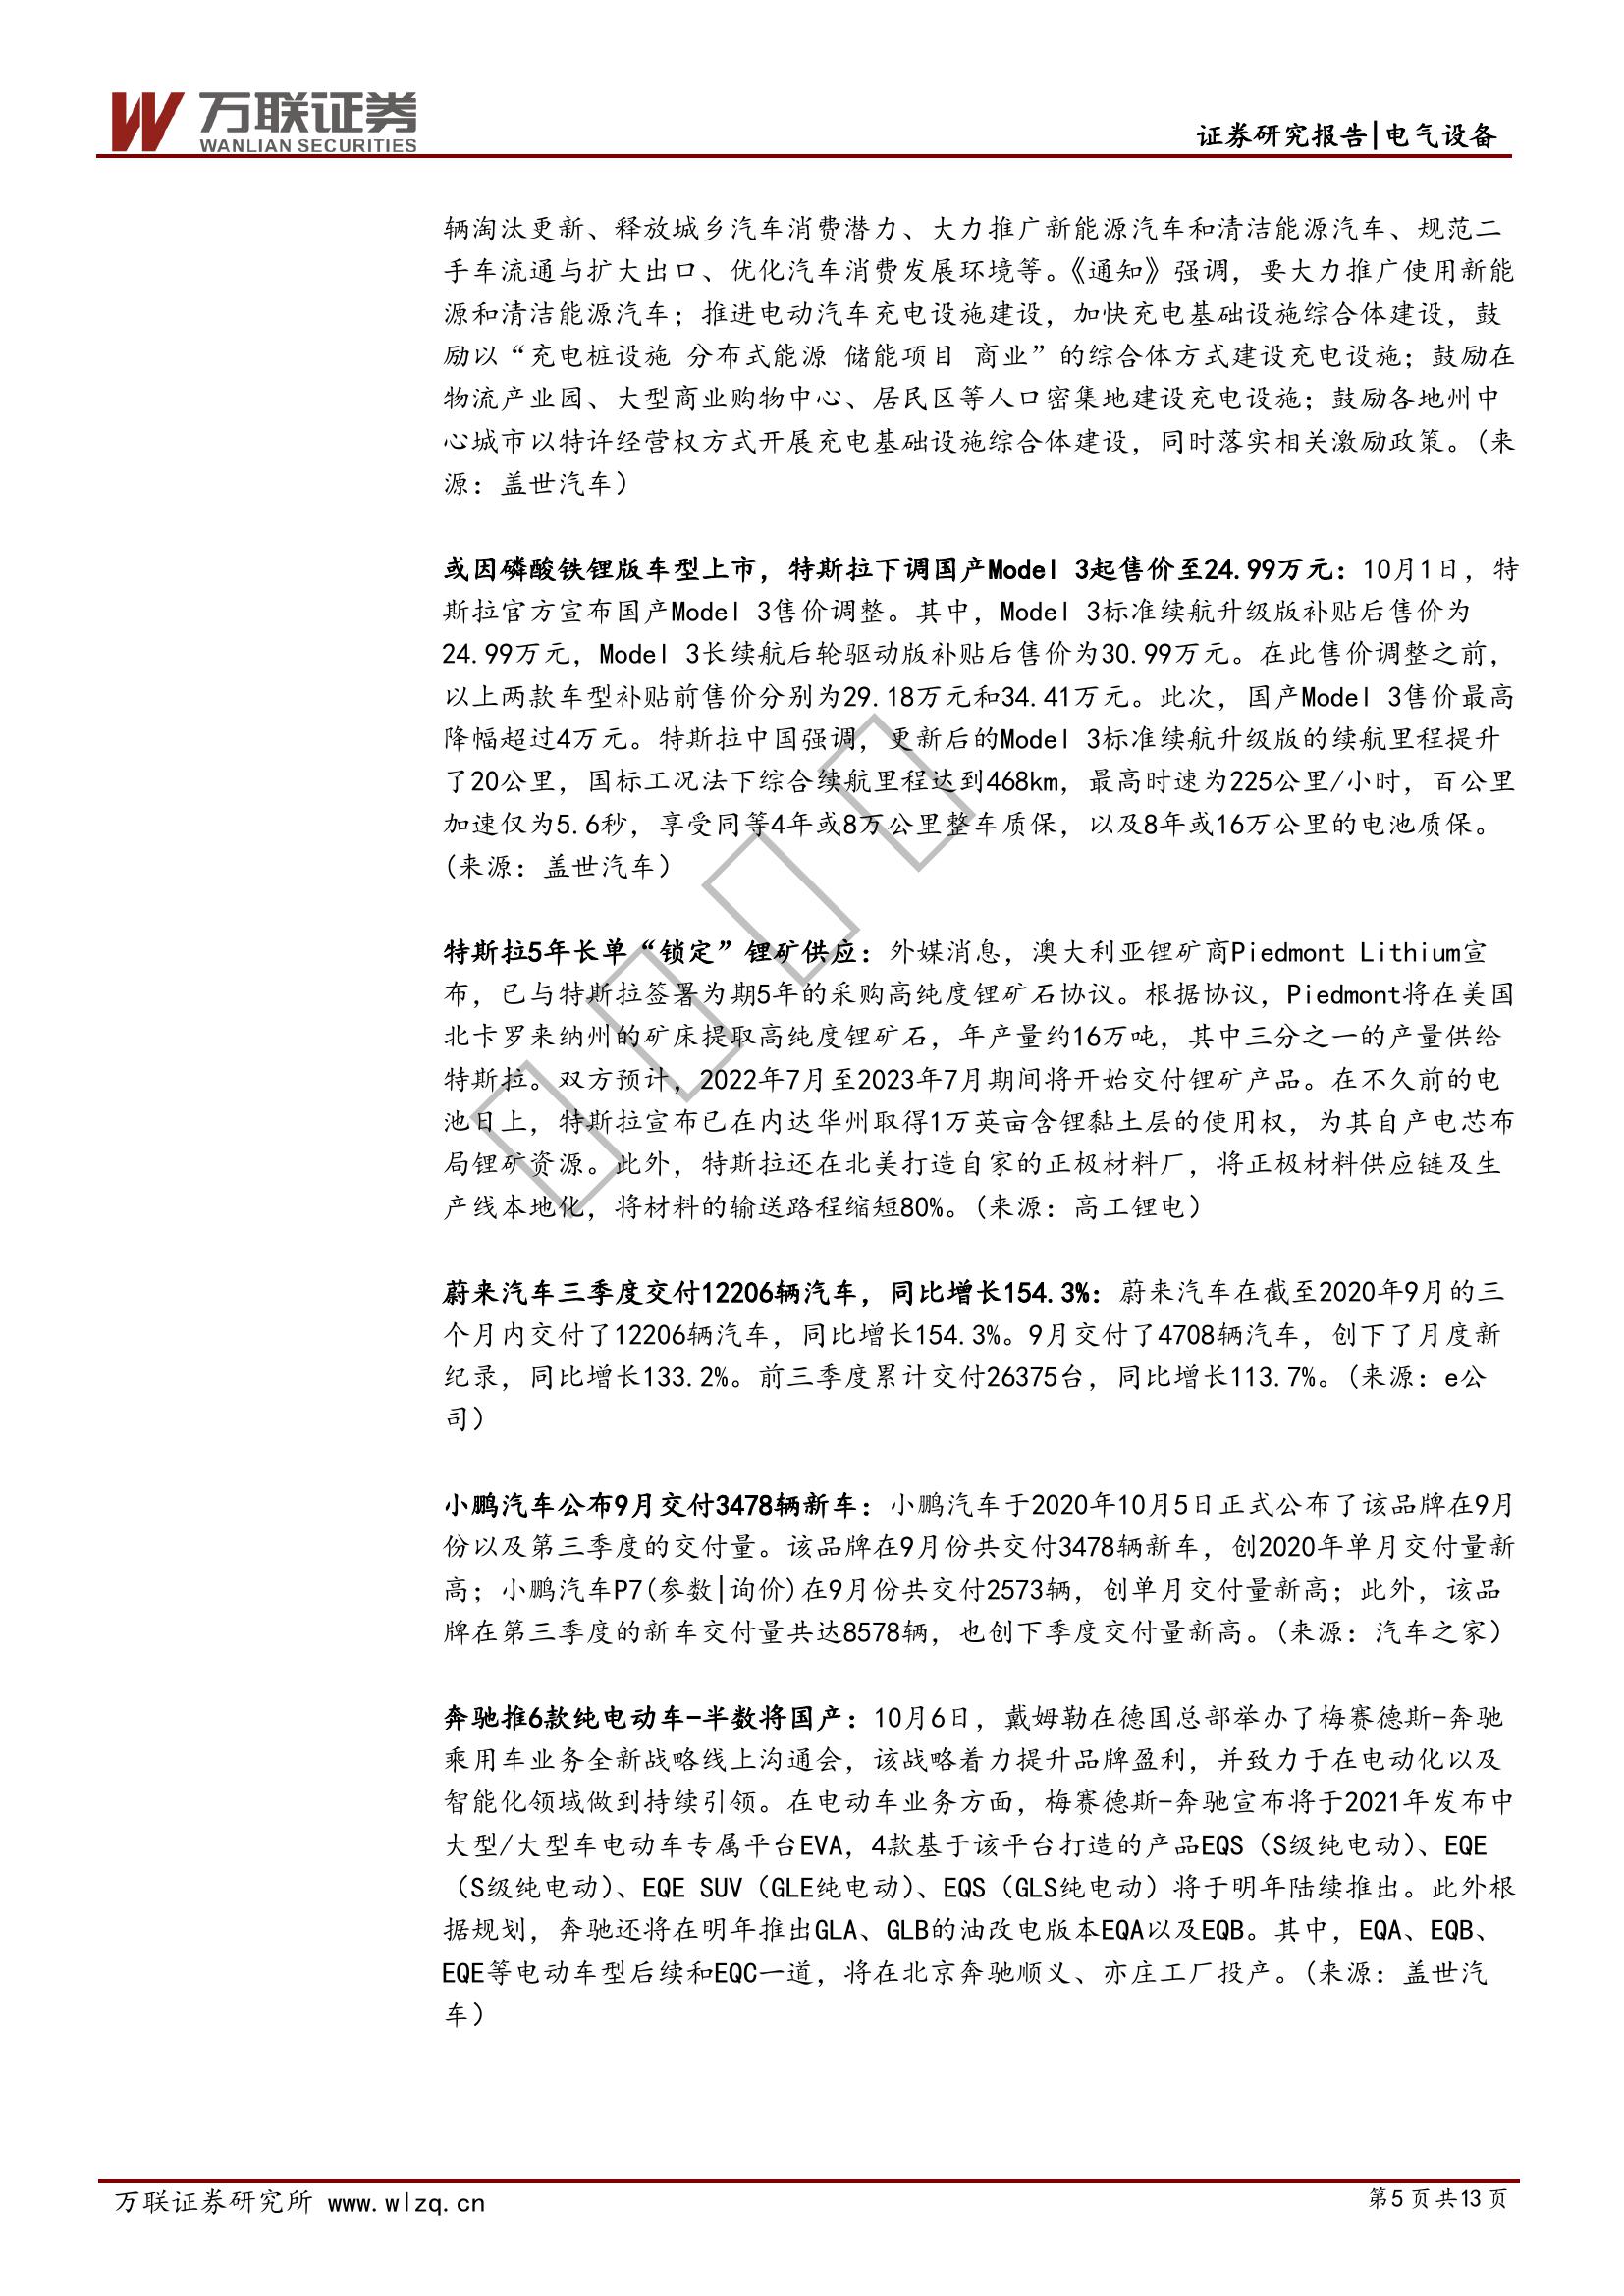 万联证券
WANLIAN SECURITIES
证券研究报告|电气设备
辆淘汰更新、释放城乡汽车消费潜力、大力推广新能源汽车和清洁能源汽车、规范二
手车流通与扩大出口、优化汽车消费发展环境等。《通知》强调，要大力推广使用新能
源和清洁能源汽车；推进电动汽车充电设施建设，加快充电基础设施综合体建设，鼓
励以“充电桩设施 分布式能源 储能项目 商业”的综合体方式建设充电设施；鼓励在
物流产业园、大型商业购物中心、居民区等人口密集地建设充电设施；鼓励各地州中
心城市以特许经营权方式开展充电基础设施综合体建设，同时落实相关激励政策。（来
源：盖世汽车）
或因磷酸铁锂版车型上市，特斯拉下调国产Model 3起售价至24.99万元：10月1日，特
斯拉官方宣布国产Model 3售价调整。其中，Model 3标准续航升级版补贴后售价为
24.99万元，Model 3长续航后轮驱动版补贴后售价为30.99万元。在此售价调整之前，
以上两款车型补贴前售价分别为29.18万元和34.41万元。此次，国产Model 3售价最高
降幅超过4万元。特斯拉中国强调，更新后的Model 3标准续航升级版的续航里程提升
了20公里，国标工况法下综合续航里程达到468km，最高时速为225公里/小时，百公里
加速仅为5.6秒，享受同等4年或8万公里整车质保，以及8年或16万公里的电池质保。
（来源：盖世汽车）
特斯拉5年长单“锁定”锂矿供应：外媒消息，澳大利亚锂矿商Piedmont Lithium宣
布，已与特斯拉签署为期5年的采购高纯度锂矿石协议。根据协议，Piedmont将在美国
北卡罗来纳州的矿床提取高纯度锂矿石，年产量约16万吨，其中三分之一的产量供给
特斯拉。双方预计，2022年7月至2023年7月期间将开始交付锂矿产品。在不久前的电
池日上，特斯拉宣布已在内达华州取得1万英亩含锂黏土层的使用权，为其自产电芯布
局锂矿资源。此外，特斯拉还在北美打造自家的正极材料厂，将正极材料供应链及生
产线本地化，将材料的输送路程缩短80%。（来源：高工锂电）
蔚来汽车三季度交付12206辆汽车，同比增长154.3%：蔚来汽车在截至2020年9月的三
个月内交付了12206辆汽车，同比增长154.3%。9月交付了4708辆汽车，创下了月度新
纪录，同比增长133.2%。前三季度累计交付26375台，同比增长113.7%。（来源：e公
司）
小鹏汽车公布9月交付3478辆新车：小鹏汽车于2020年10月5日正式公布了该品牌在9月
份以及第三季度的交付量。该品牌在9月份共交付3478辆新车，创2020年单月交付量新
高；小鹏汽车P7(参数|询价)在9月份共交付2573辆，创单月交付量新高；此外，该品
牌在第三季度的新车交付量共达8578辆，也创下季度交付量新高。（来源：汽车之家）
奔驰推6款纯电动车-半数将国产：10月6日，戴姆勒在德国总部举办了梅赛德斯-奔驰
乘用车业务全新战略线上沟通会，该战略着力提升品牌盈利，并致力于在电动化以及
智能化领域做到持续引领。在电动车业务方面，梅赛德斯-奔驰宣布将于2021年发布中
大型/大型车电动车专属平台EVA，4款基于该平台打造的产品EQS（S级纯电动）、EQE
（S级纯电动）、EQE SUV（GLE纯电动）、EQS（GLS纯电动）将于明年陆续推出。此外根
据规划，奔驰还将在明年推出GLA、GLB的油改电版本EQA以及EQB。其中，EQA、EQB、
EQE等电动车型后续和EQC一道，将在北京奔驰顺义、亦庄工厂投产。（来源：盖世汽
车）
万联证券研究所 www.wlzq.cn
第5页共13页